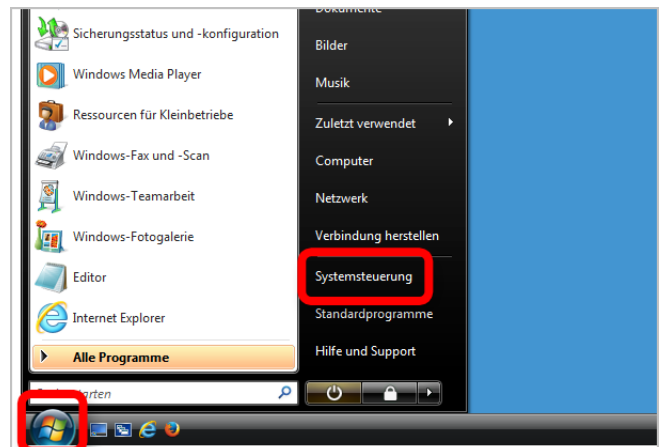 Sicherungsstatus und -konfiguration
Windows Media Player
Ressourcen für Kleinbetriebe
Windows-Fax und -Scan
Windows-Teamarbeit
Windows-Fotogalerie
Editor
Internet Explorer
Alle Programme
Dokumente
Bilder
Musik
Zuletzt verwendet
Computer
Netzwerk
Verbindung herstellen
Systemsteuerung
Standardprogramme
Hilfe und Support